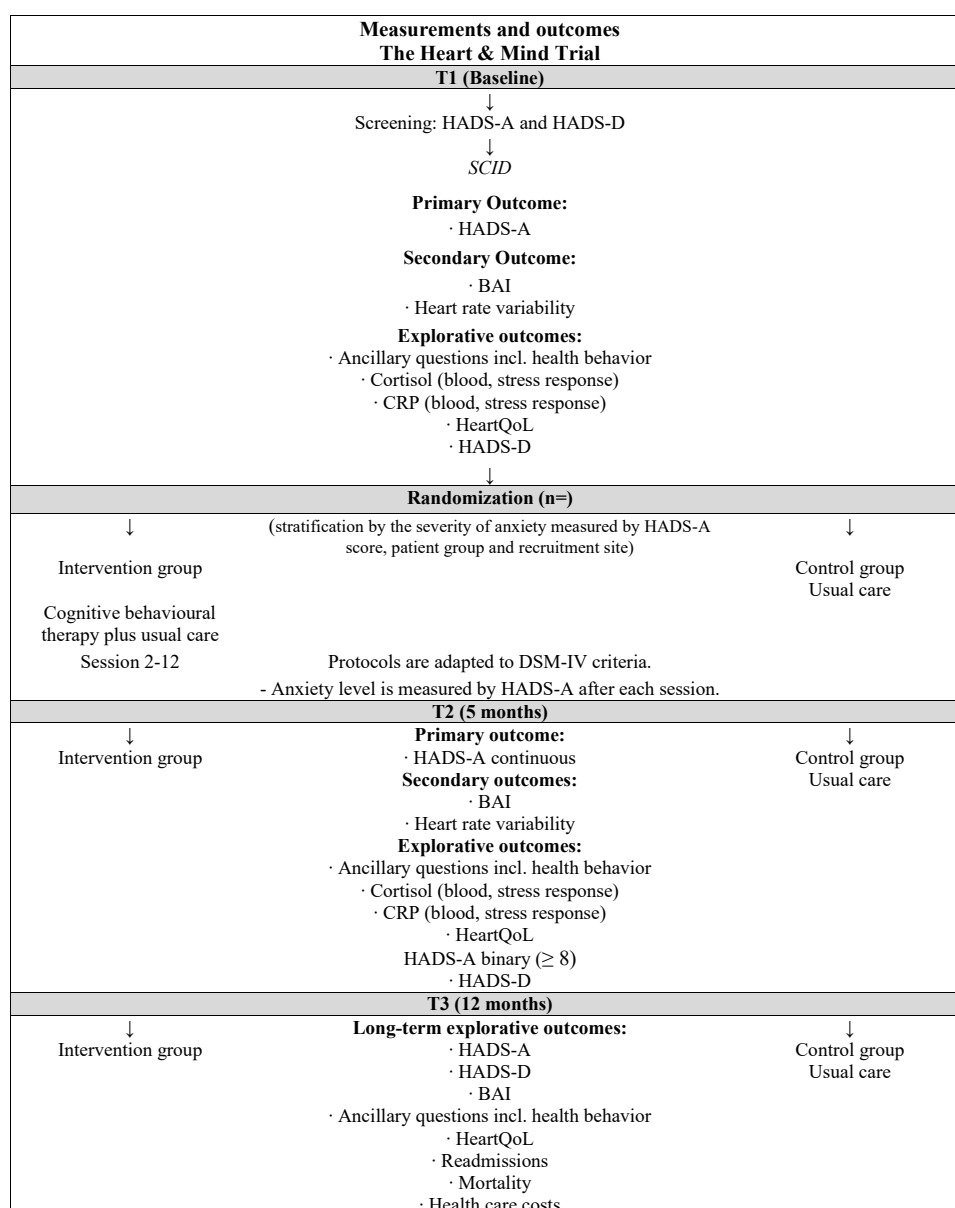 Measurements and outcomes
The Heart & Mind Trial
T1 (Baseline)
↓
Screening: HADS-A and HADS-D
↓
SCID
Primary Outcome:
· HADS-A
Secondary Outcome:
· BAI
· Heart rate variability
Explorative outcomes:
· Ancillary questions incl. health behavior
· Cortisol (blood, stress response)
· CRP (blood, stress response)
· HeartQoL
· HADS-D
↓
Randomization (n=)
↓ (stratification by the severity of anxiety measured by HADS-A ↓
score, patient group and recruitment site)
Intervention group Control group
Usual care
Cognitive behavioural
therapy plus usual care
Session 2-12 Protocols are adapted to DSM-IV criteria.
- Anxiety level is measured by HADS-A after each session.
T2 (5 months)
↓ Primary outcome: ↓
Intervention group · HADS-A continuous Control group
Secondary outcomes: Usual care
· BAI
· Heart rate variability
Explorative outcomes:
· Ancillary questions incl. health behavior
· Cortisol (blood, stress response)
· CRP (blood, stress response)
· HeartQoL
HADS-A binary (≥ 8)
· HADS-D
T3 (12 months)
↓ Long-term explorative outcomes: ↓
Intervention group · HADS-A Control group
· HADS-D Usual care
· BAI
· Ancillary questions incl. health behavior
· HeartQoL
· Readmissions
· Mortality
· Health care costs